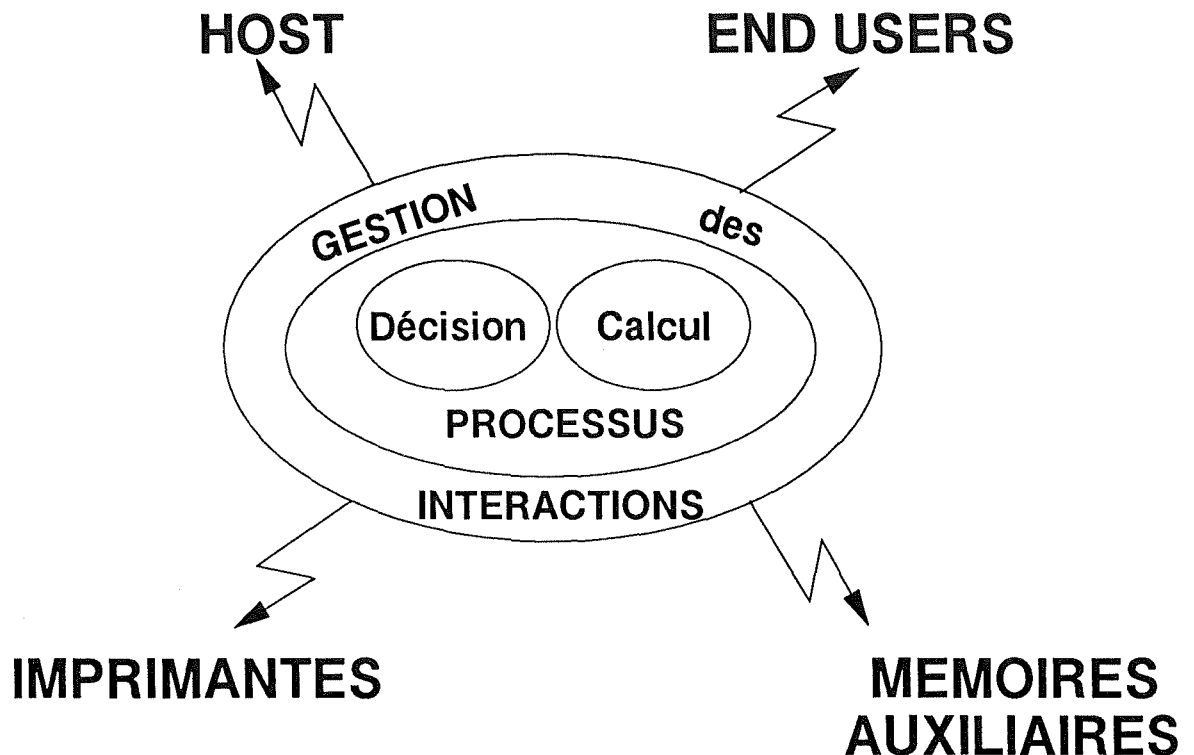 HOST
END USERS
GESTION des
Décision
Calcul
PROCESSUS
INTERACTIONS
IMPRIMANTES
MEMOIRES
AUXILIAIRES